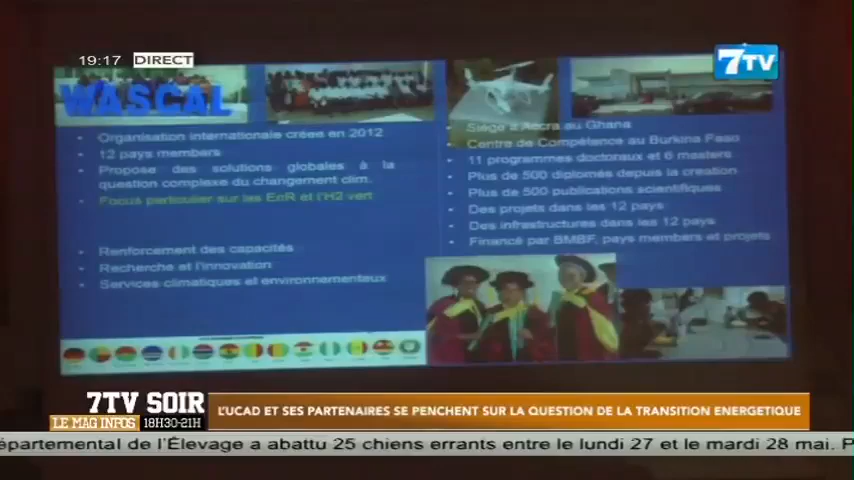 19:17 DIRECT
7TV
WASCAL
Organisation internationale créée en 2012
12 pays members
Propose des solutions globales à la
question complexe du changement clim.
Focus particulier sur les EnR et l'H2 vert
Renforcement des capacités
Recherche et l'innovation
Services climatiques et environnementaux
Siège à Accra au Ghana
Centre de Compétence au Burkina Faso
11 programmes doctoraux et 6 masters
Plus de 500 diplomés depuis la creation
Plus de 500 publications scientifiques
Des projets dans les 12 pays
Des infrastructures dans les 12 pays
Financé par BMBF, pays members et projets
7TV SOIR
LE MAG INFOS 18H30-21H
L'UCAD ET SES PARTENAIRES SE PENCHENT SUR LA QUESTION DE LA TRANSITION ENERGETIQUE
épartemental de l'Élevage a abattu 25 chiens errants entre le lundi 27 et le mardi 28 mai. P